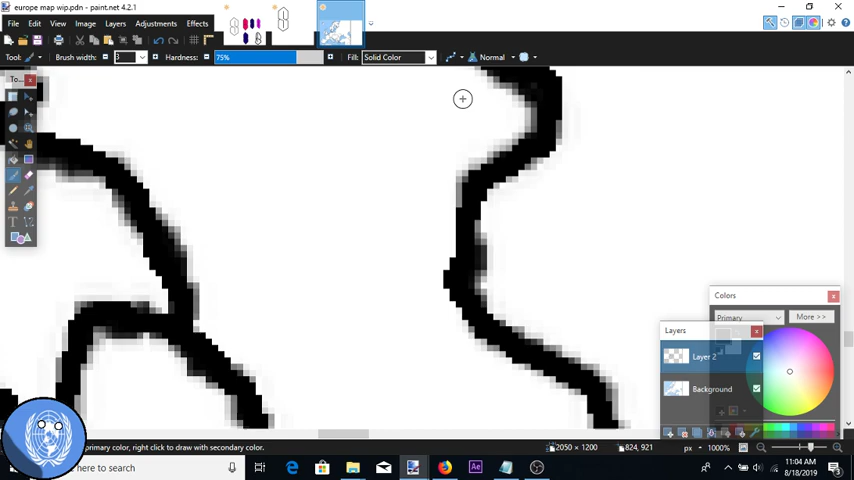 europe map wip.pdn - paint.net 4.2.1
File Edit View Image Layers Adjustments Effects
Tool: Brush width: 3 Hardness: 75% Fill: Solid Color Normal
To...
T
Colors
Primary More >>
Layers
Layer 2
Background
primary color, right click to draw with secondary color.
2050 × 1200 824, 921 px 1000%
here to search
Ae
11:04 AM
8/18/2019
3